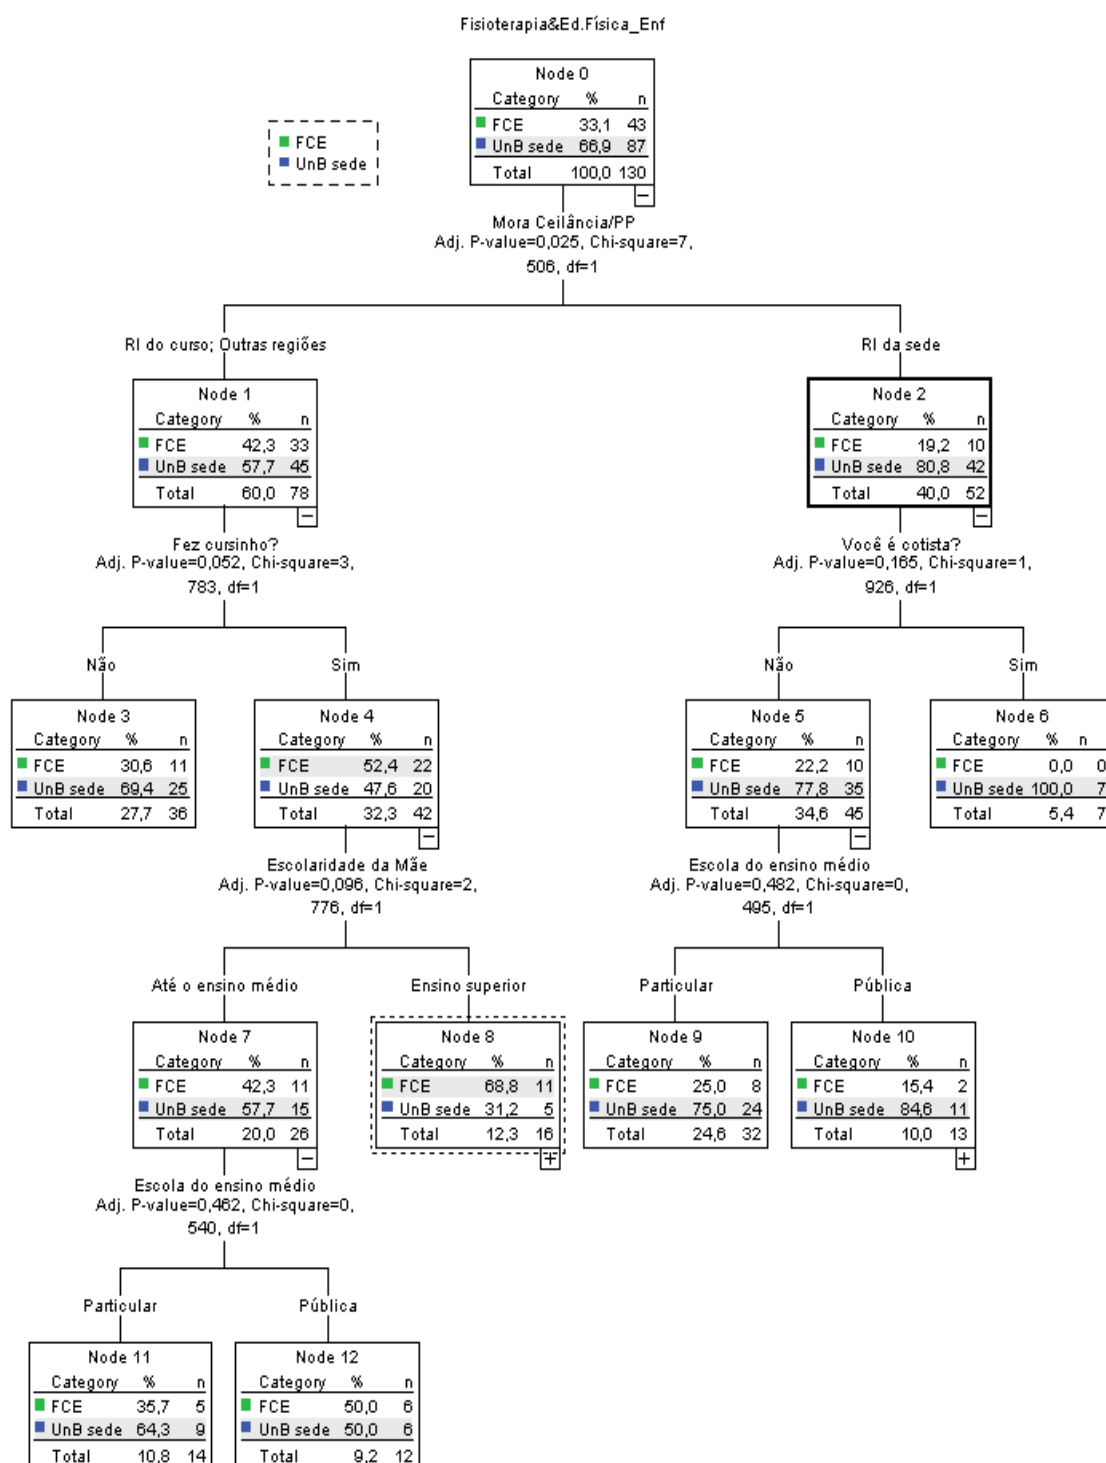 Fisioterapia&Ed.Física_Enf
FCE
UnB sede
Node 0
Category % n
FCE 33,1 43
UnB sede 66,9 87
Total 100,0 130
Mora Ceilância/PP
Adj. P-value=0,025, Chi-square=7,
506, df=1
RI do curso; Outras regiões
RI da sede
Node 1
Category % n
FCE 42,3 33
UnB sede 57,7 45
Total 60,0 78
Node 2
Category % n
FCE 19,2 10
UnB sede 80,8 42
Total 40,0 52
Fez cursinho?
Adj. P-value=0,052, Chi-square=3,
783, df=1
Você é cotista?
Adj. P-value=0,165, Chi-square=1,
926, df=1
Não
Sim
Não
Sim
Node 3
Category % n
FCE 30,6 11
UnB sede 69,4 25
Total 27,7 36
Node 4
Category % n
FCE 52,4 22
UnB sede 47,6 20
Total 32,3 42
Node 5
Category % n
FCE 22,2 10
UnB sede 77,8 35
Total 34,6 45
Node 6
Category % n
FCE 0,0 0
UnB sede 100,0 7
Total 5,4 7
Escolaridade da Mãe
Adj. P-value=0,096, Chi-square=2,
776, df=1
Escola do ensino médio
Adj. P-value=0,482, Chi-square=0,
495, df=1
Até o ensino médio
Ensino superior
Particular
Pública
Node 7
Category % n
FCE 42,3 11
UnB sede 57,7 15
Total 20,0 26
Node 8
Category % n
FCE 68,8 11
UnB sede 31,2 5
Total 12,3 16
Node 9
Category % n
FCE 25,0 8
UnB sede 75,0 24
Total 24,6 32
Node 10
Category % n
FCE 15,4 2
UnB sede 84,6 11
Total 10,0 13
Escola do ensino médio
Adj. P-value=0,462, Chi-square=0,
540, df=1
Particular
Pública
Node 11
Category % n
FCE 35,7 5
UnB sede 64,3 9
Total 10,8 14
Node 12
Category % n
FCE 50,0 6
UnB sede 50,0 6
Total 9,2 12